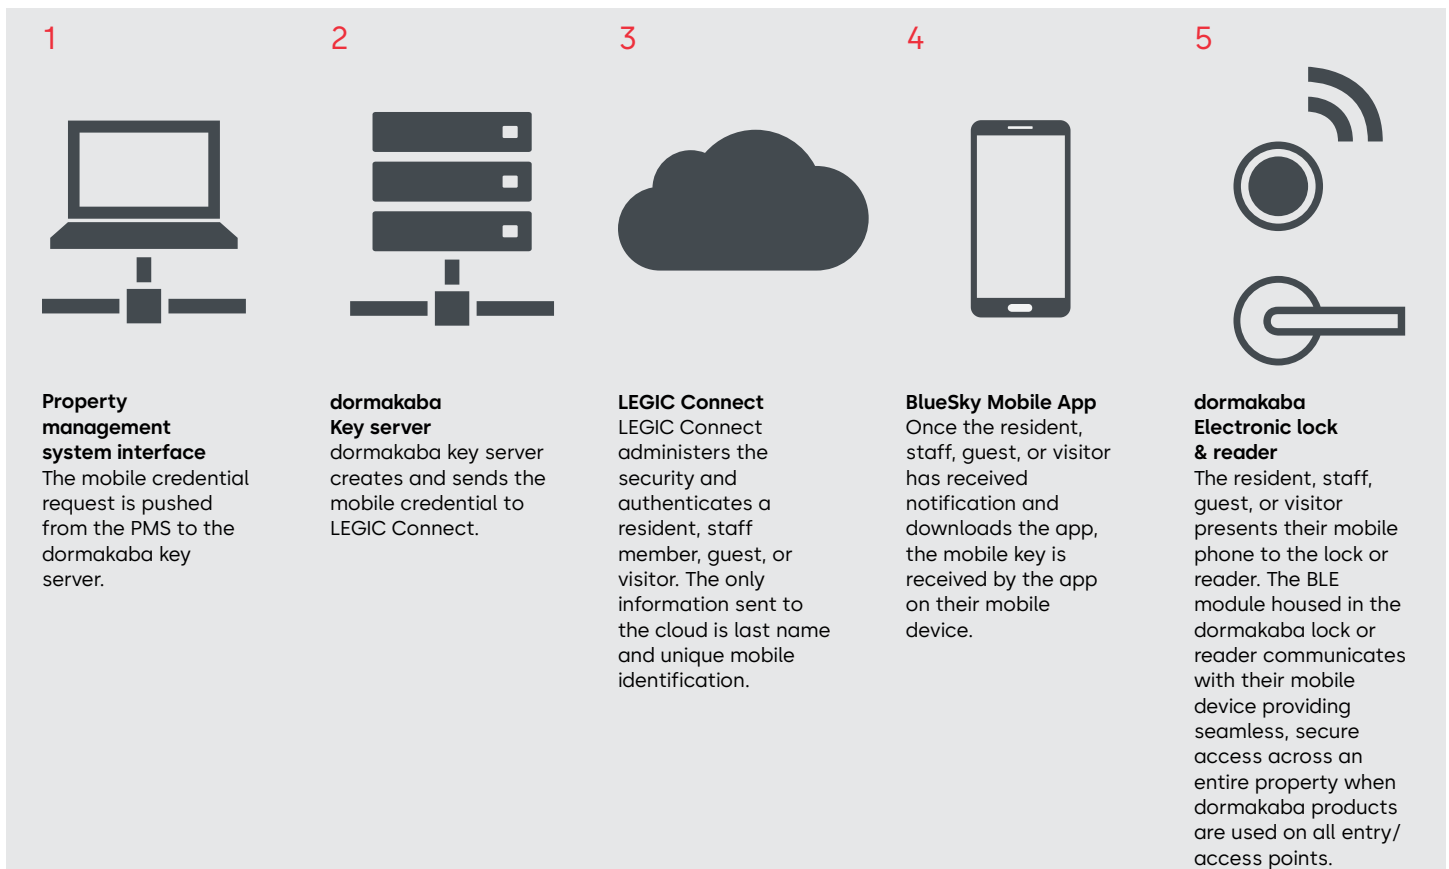 1
Property
management
system interface
The mobile credential
request is pushed
from the PMS to the
dormakaba key
server.
2
dormakaba
Key server
dormakaba key server
creates and sends the
mobile credential to
LEGIC Connect.
3
LEGIC Connect
LEGIC Connect
administers the
security and
authenticates a
resident, staff
member, guest, or
visitor. The only
information sent to
the cloud is last name
and unique mobile
identification.
4
BlueSky Mobile App
Once the resident,
staff, guest, or visitor
has received
notification and
downloads the app,
the mobile key is
received by the app
on their mobile
device.
5
dormakaba
Electronic lock
& reader
The resident, staff,
guest, or visitor
presents their mobile
phone to the lock or
reader. The BLE
module housed in the
dormakaba lock or
reader communicates
with their mobile
device providing
seamless, secure
access across an
entire property when
dormakaba products
are used on all entry/
access points.